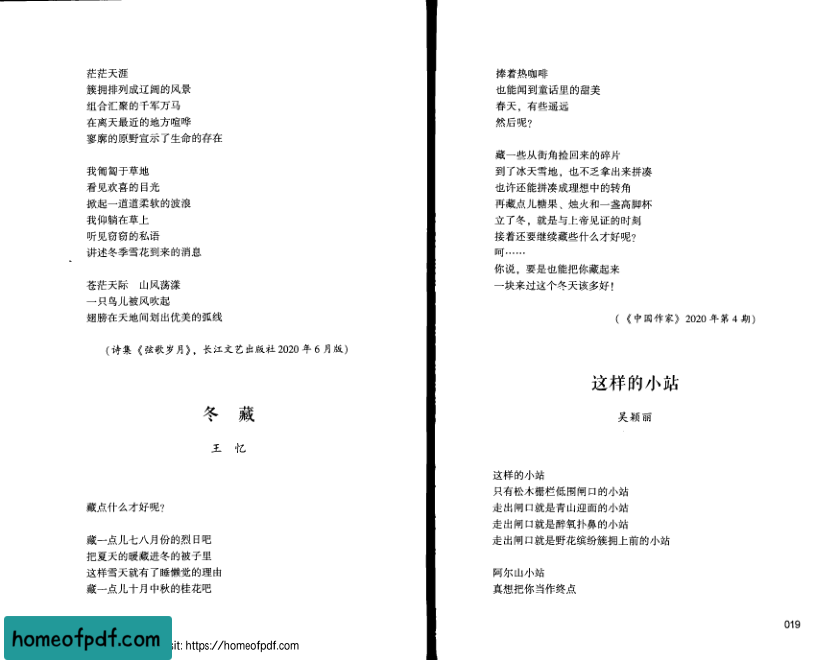 茫茫天涯
簇拥排列成辽阔的风景
组合汇聚的千军万马
在离天最近的地方喧哗
寥廓的原野宣示了生命的存在
我匍匐于草地
看见欢喜的目光
掀起一道道柔软的波浪
我仰躺在草上
听见窃窃的私语
讲述冬季雪花到来的消息
苍茫天际　山风荡漾
一只鸟儿被风吹起
翅膀在天地间划出优美的弧线
（诗集《弦歌岁月》，长江文艺出版社2020年6月版）
冬　藏
王　忆
藏点什么才好呢？
藏一点儿七八月份的烈日吧
把夏天的暖藏进冬的被子里
这样雪天就有了睡懒觉的理由
藏一点儿十月中秋的桂花吧
homeofpdf.com
sit: https://homeofpdf.com
捧着热咖啡
也能闻到童话里的甜美
春天，有些遥远
然后呢？
藏一些从街角捡回来的碎片
到了冰天雪地，也不乏拿出来拼凑
也许还能拼凑成理想中的转角
再藏点儿糖果、烛火和一盏高脚杯
立了冬，就是与上帝见证的时刻
接着还要继续藏些什么才好呢？
呵……
你说，要是也能把你藏起来
一块来过这个冬天该多好！
（《中国作家》2020年第4期）
这样的小站
吴颖丽
这样的小站
只有松木栅栏低围闸口的小站
走出闸口就是青山迎面的小站
走出闸口就是醉氧扑鼻的小站
走出闸口就是野花缤纷簇拥上前的小站
阿尔山小站
真想把你当作终点
019